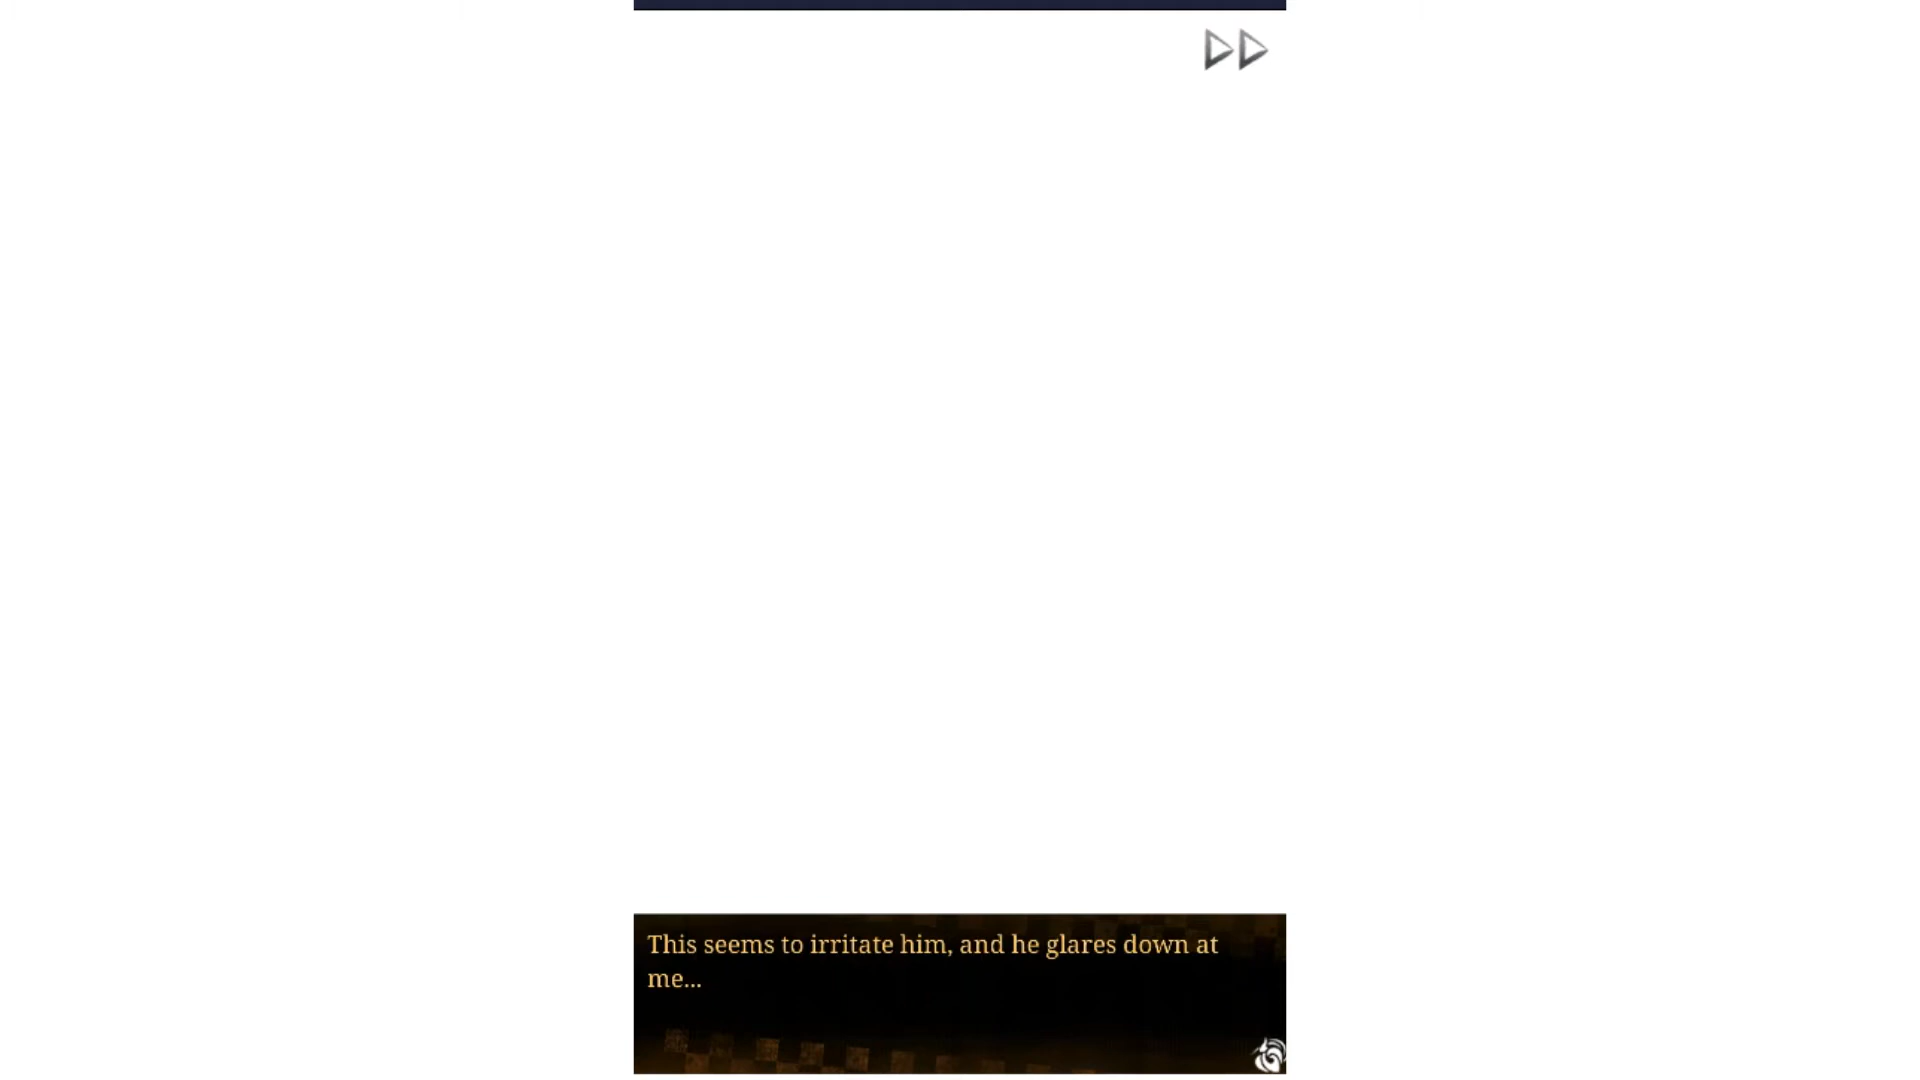 This seems to irritate him, and he glares down at
me...